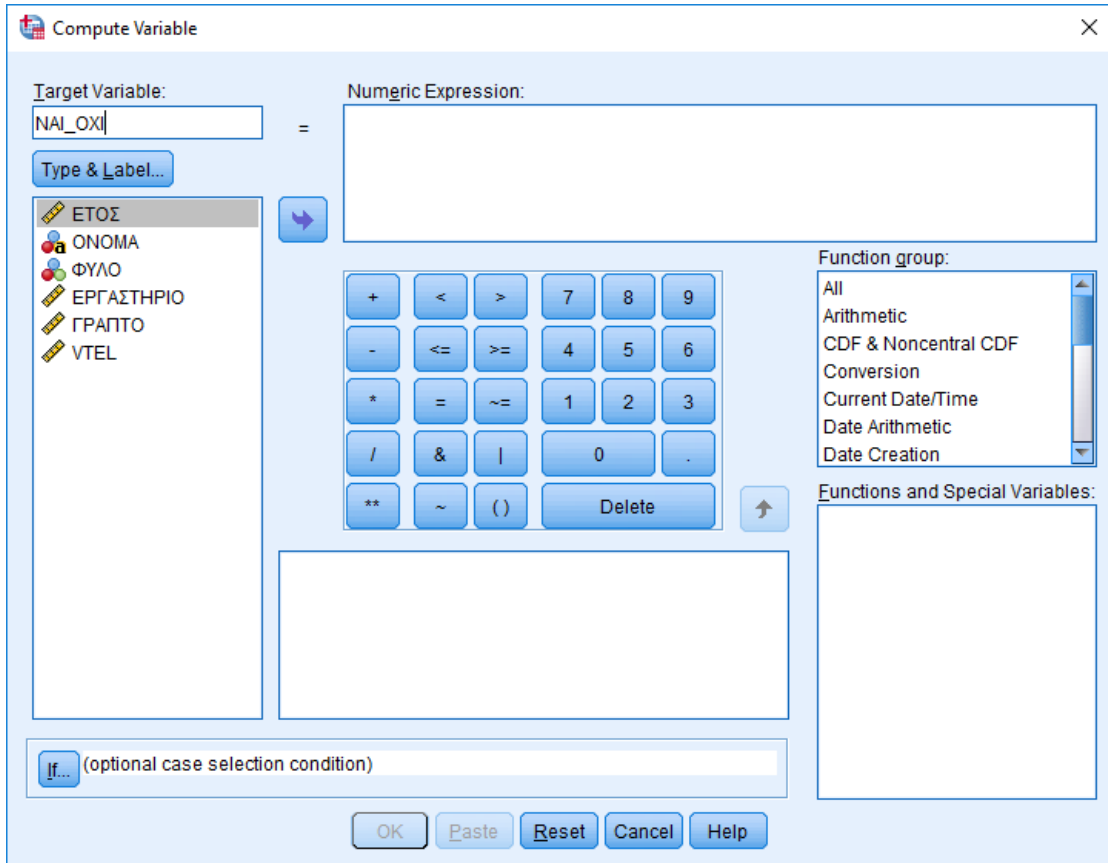 Compute Variable
Target Variable:
NAI_OXI
=
Numeric Expression:
Type & Label...
ΕΤΟΣ
ΟΝΟΜΑ
ΦΥΛΟ
ΕΡΓΑΣΤΗΡΙΟ
ΓΡΑΠΤΟ
VTEL
+ < > 7 8 9
- <= >= 4 5 6
* = ~= 1 2 3
/ & | 0 .
** ~ ( ) Delete
Function group:
All
Arithmetic
CDF & Noncentral CDF
Conversion
Current Date/Time
Date Arithmetic
Date Creation
Functions and Special Variables:
If... (optional case selection condition)
OK Paste Reset Cancel Help